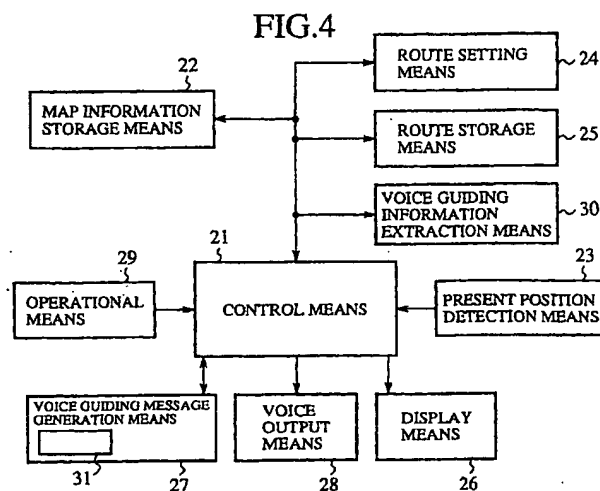 FIG.4
22
MAP INFORMATION
STORAGE MEANS
ROUTE SETTING
MEANS
24
ROUTE STORAGE
MEANS
25
VOICE GUIDING
INFORMATION
EXTRACTION MEANS
30
21
CONTROL MEANS
29
OPERATIONAL
MEANS
23
PRESENT POSITION
DETECTION MEANS
VOICE GUIDING MESSAGE
GENERATION MEANS
31
27
VOICE
OUTPUT
MEANS
28
DISPLAY
MEANS
26